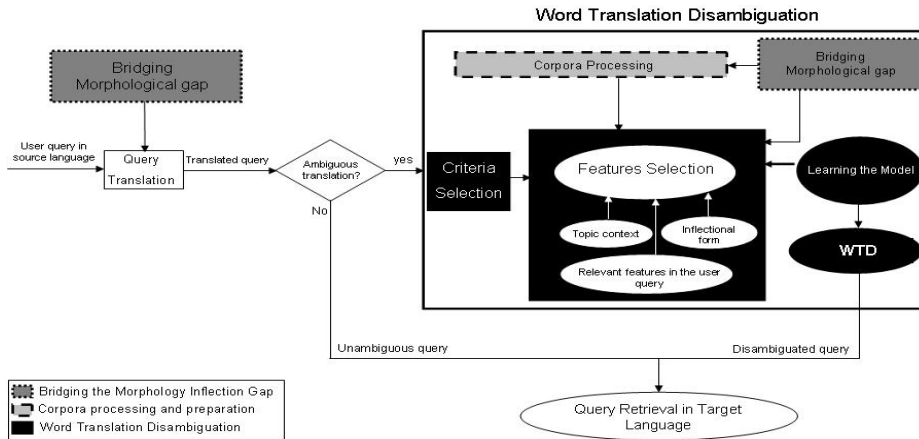 Word Translation Disambiguation
Bridging
Morphological gap
Corpora Processing
Bridging
Morphological gap
User query in
source language
Query
Translation
Translated query
Ambiguous
translation?
yes
No
Criteria
Selection
Features Selection
Topic context
Inflectional
form
Relevant features in the user
query
Learning the Model
WTD
Unambiguous query
Disambiguated query
Query Retrieval in Target
Language
Bridging the Morphology Inflection Gap
Corpora processing and preparation
Word Translation Disambiguation